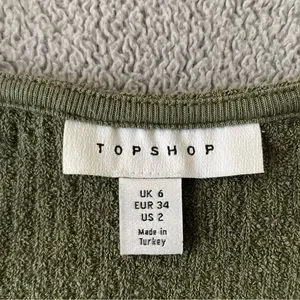 TOPSHOP
UK 6
EUR 34
US 2
Made in
Turkey